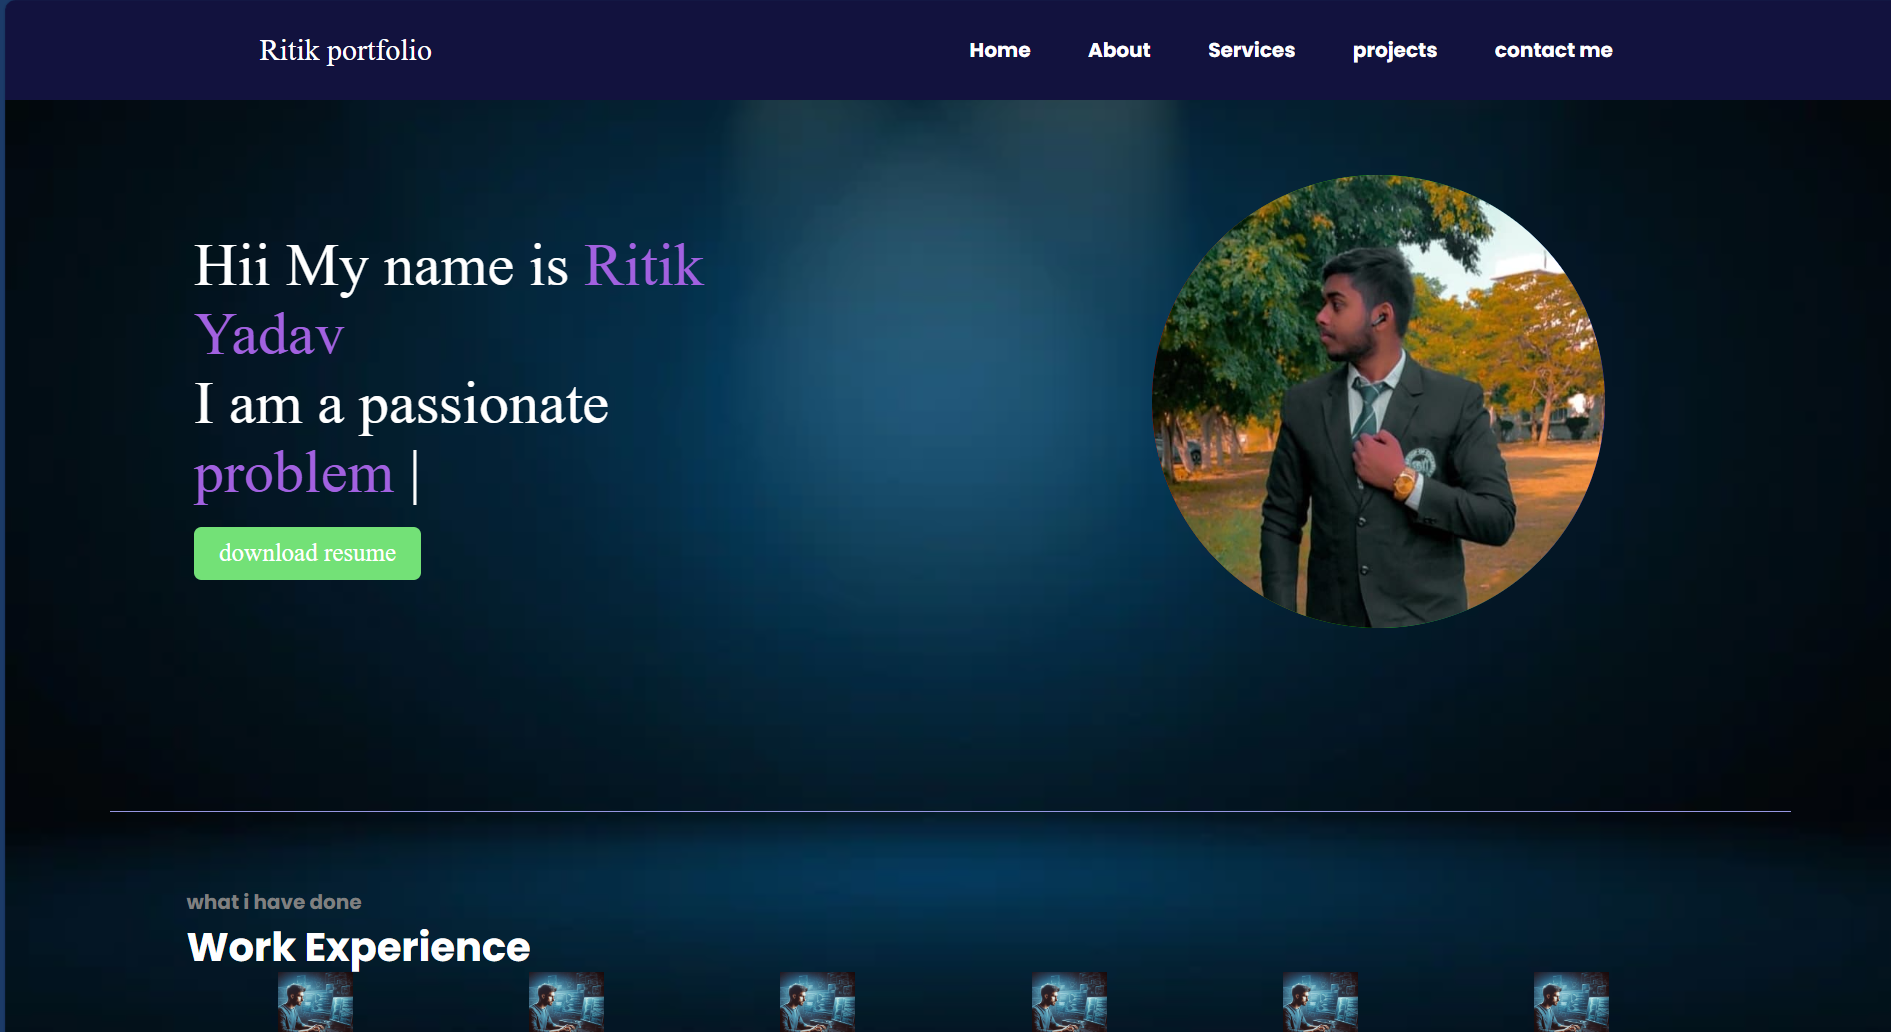 Ritik portfolio
Home About Services projects contact me
Hii My name is Ritik
Yadav
I am a passionate
problem |
download resume
what i have done
Work Experience